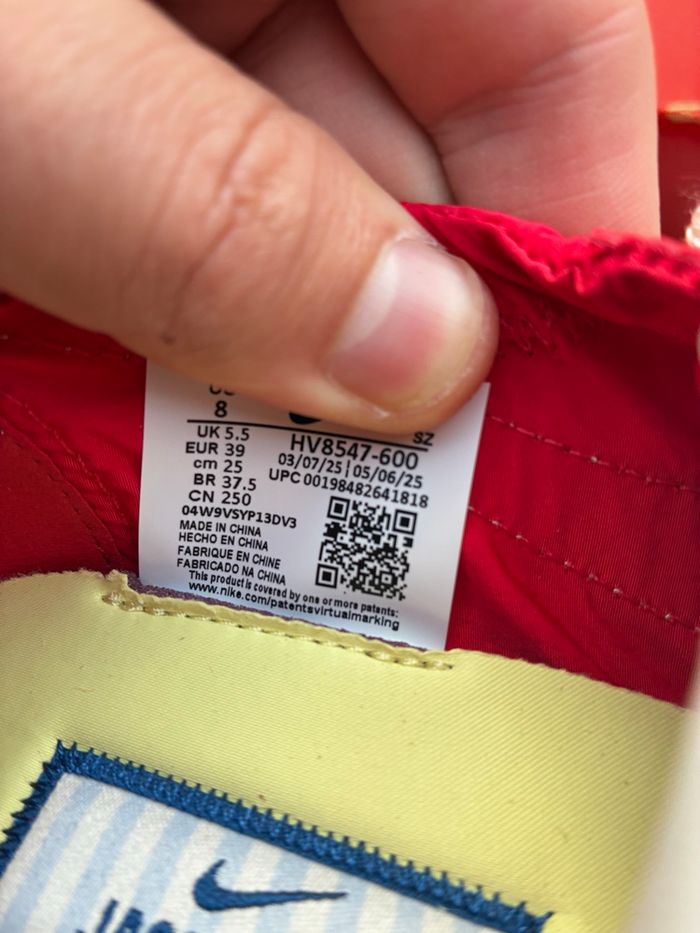 8
SZ
UK 5.5
HV8547-600
EUR 39
03/07/25 | 05/06/25
cm 25
UPC 00198482641818
BR 37.5
CN 250
04W9VSYP13DV3
MADE IN CHINA
HECHO EN CHINA
FABRIQUE EN CHINE
FABRICADO NA CHINA
This product is covered by one or more patents:
www.nike.com/patentsvirtualmarking